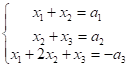 x₁ + x₂ = a₁
x₂ + x₃ = a₂
x₁ + 2x₂ + x₃ = −a₃